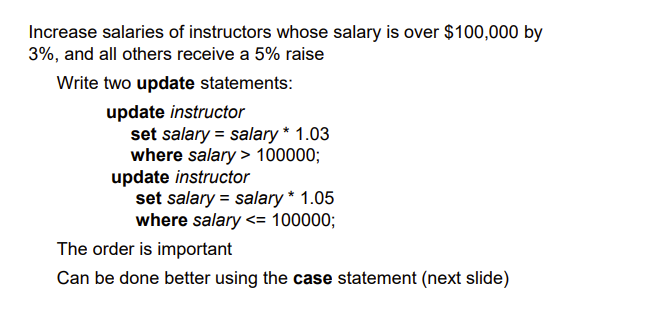 Increase salaries of instructors whose salary is over $100,000 by
3%, and all others receive a 5% raise
Write two update statements:
update instructor
set salary = salary * 1.03
where salary > 100000;
update instructor
set salary = salary * 1.05
where salary <= 100000;
The order is important
Can be done better using the case statement (next slide)